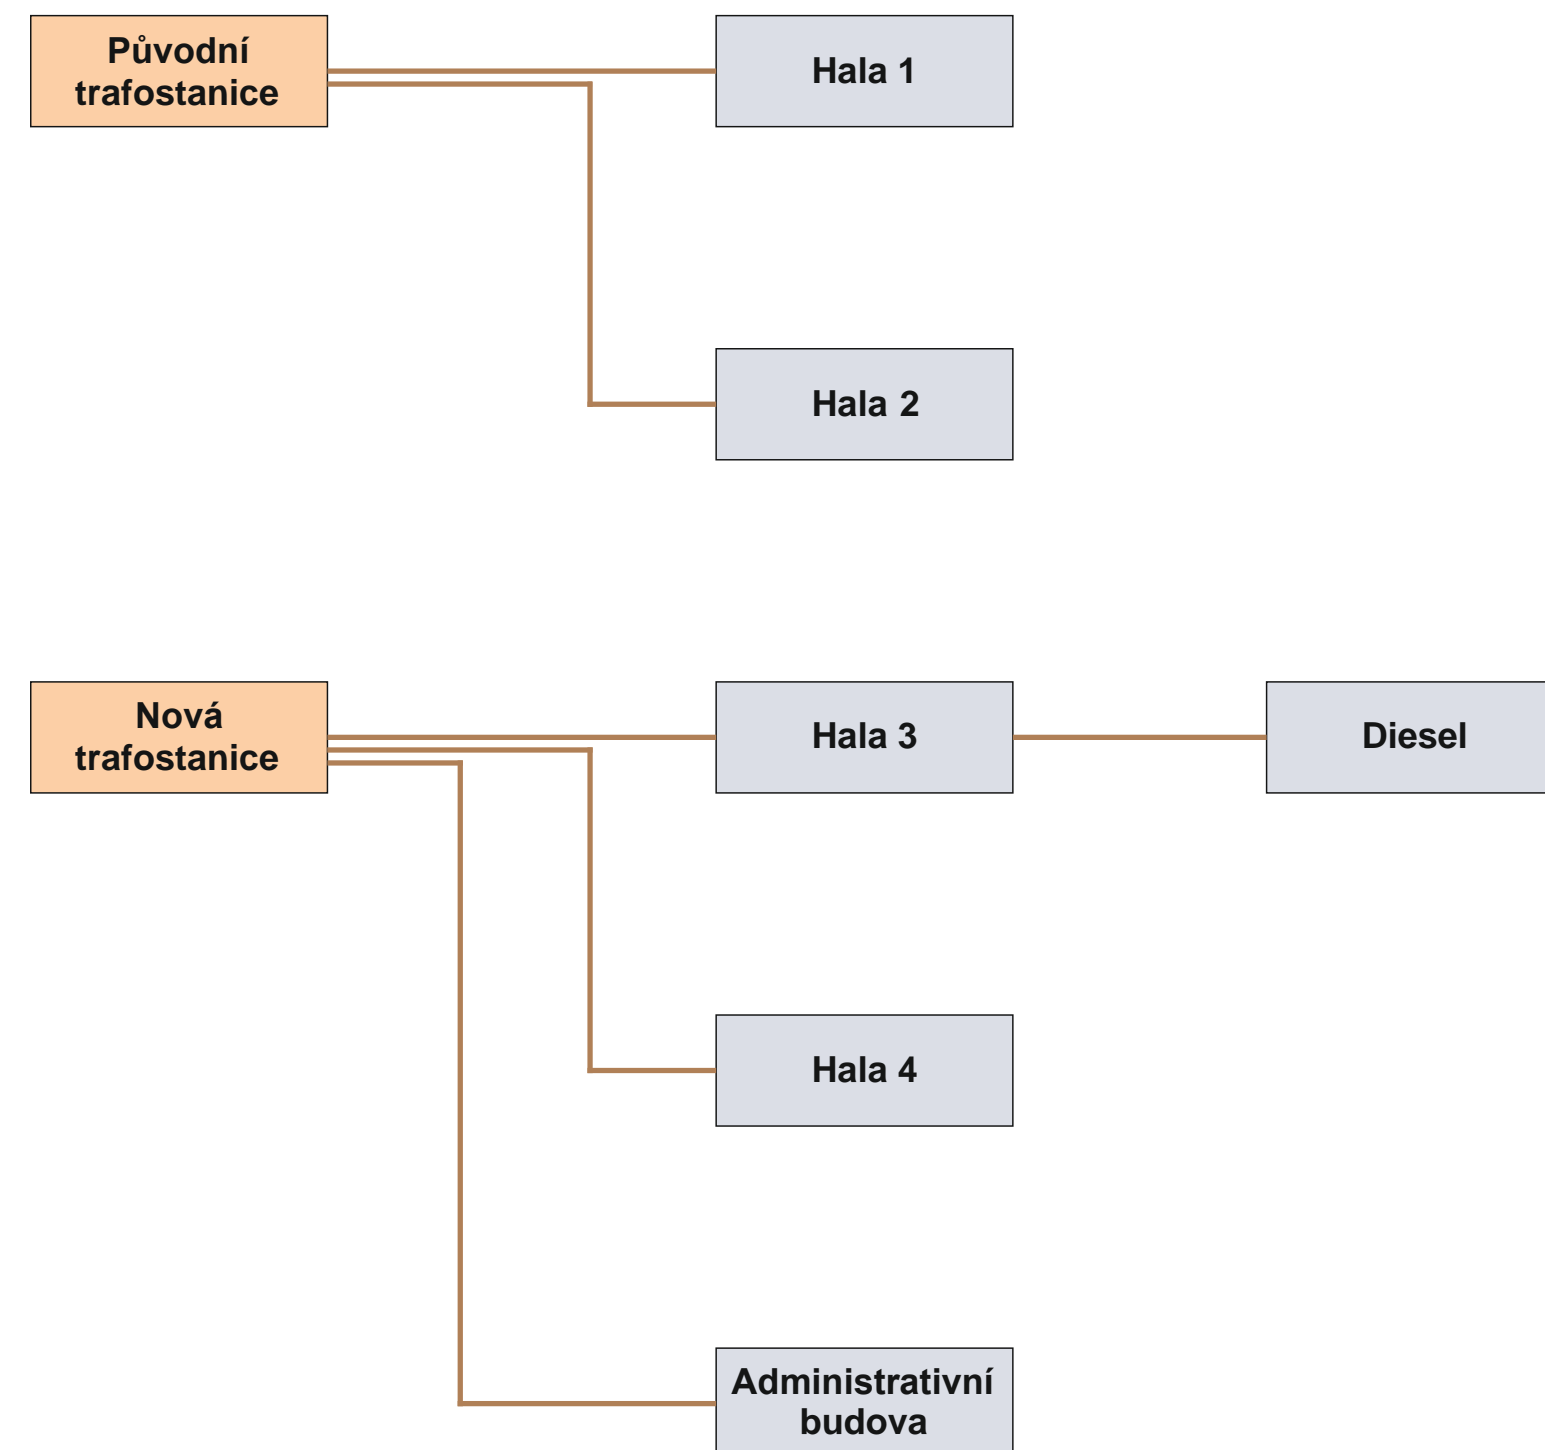 Původní
trafostanice
Hala 1
Hala 2
Nová
trafostanice
Hala 3
Diesel
Hala 4
Administrativní
budova